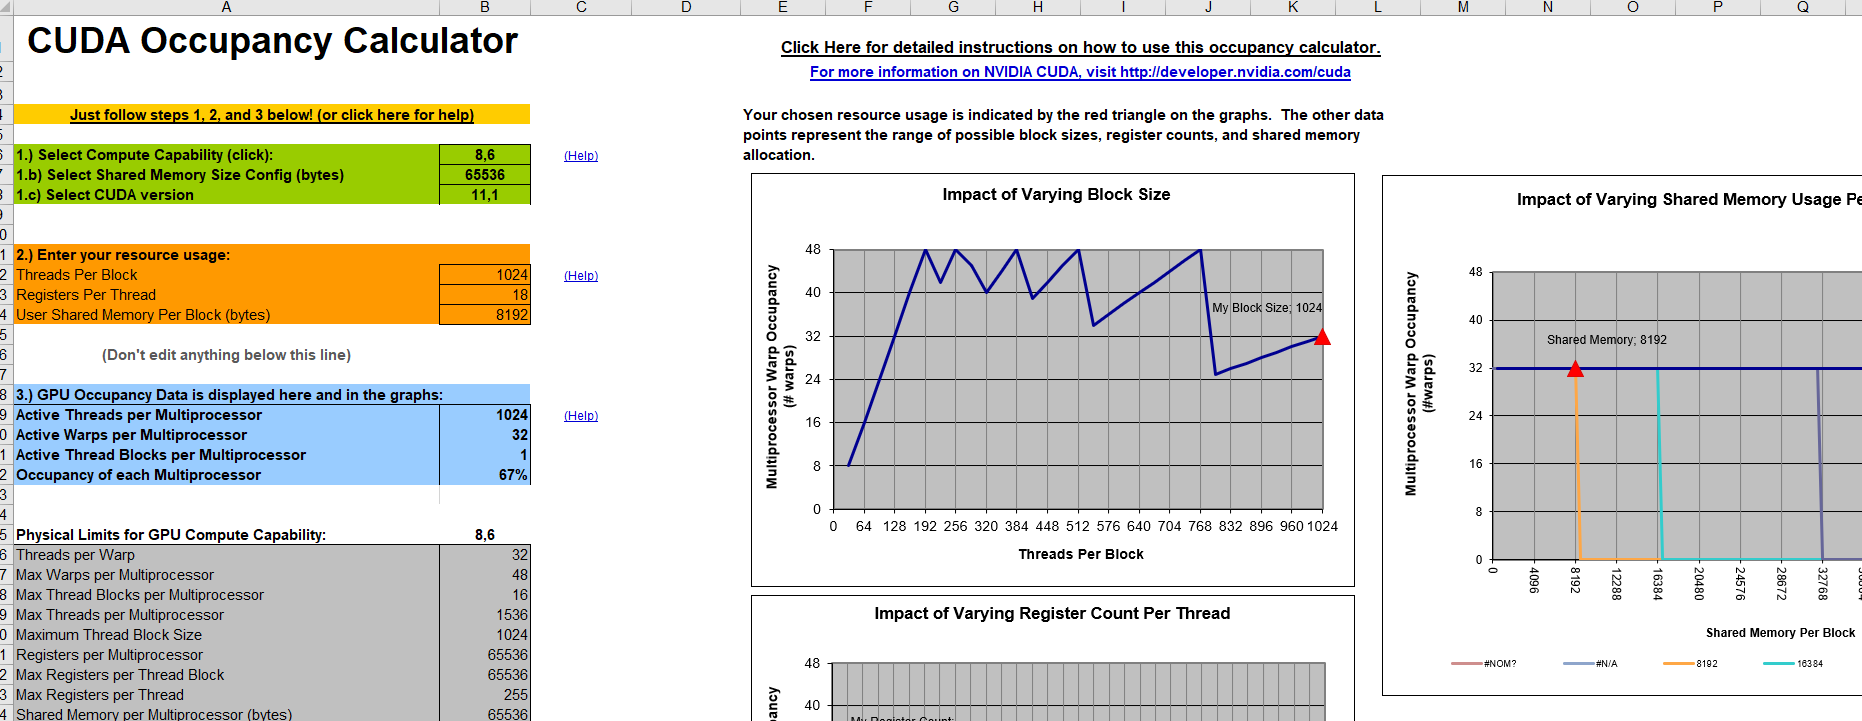 A B C D E F G H I J K L M N O P Q
CUDA Occupancy Calculator
Click Here for detailed instructions on how to use this occupancy calculator.
For more information on NVIDIA CUDA, visit http://developer.nvidia.com/cuda
Just follow steps 1, 2, and 3 below! (or click here for help)
1.) Select Compute Capability (click): 8,6 (Help)
1.b) Select Shared Memory Size Config (bytes) 65536
1.c) Select CUDA version 11,1
2.) Enter your resource usage:
Threads Per Block 1024 (Help)
Registers Per Thread 18
User Shared Memory Per Block (bytes) 8192
(Don't edit anything below this line)
3.) GPU Occupancy Data is displayed here and in the graphs:
Active Threads per Multiprocessor 1024 (Help)
Active Warps per Multiprocessor 32
Active Thread Blocks per Multiprocessor 1
Occupancy of each Multiprocessor 67%
Physical Limits for GPU Compute Capability: 8,6
Threads per Warp 32
Max Warps per Multiprocessor 48
Max Thread Blocks per Multiprocessor 16
Max Threads per Multiprocessor 1536
Maximum Thread Block Size 1024
Registers per Multiprocessor 65536
Max Registers per Thread Block 65536
Max Registers per Thread 255
Shared Memory per Multiprocessor (bytes) 65536
Your chosen resource usage is indicated by the red triangle on the graphs. The other data
points represent the range of possible block sizes, register counts, and shared memory
allocation.
Impact of Varying Block Size
Multiprocessor Warp Occupancy
(# warps)
48
40
32
24
16
8
0
My Block Size; 1024
0 64 128 192 256 320 384 448 512 576 640 704 768 832 896 960 1024
Threads Per Block
Impact of Varying Register Count Per Thread
48
40
My Register Count;
Impact of Varying Shared Memory Usage Pe
Multiprocessor Warp Occupancy
(#warps)
48
40
32
24
16
8
0
Shared Memory; 8192
0 4096 8192 12288 16384 20480 24576 28672 32768
Shared Memory Per Block
#NOM? #N/A 8192 16384